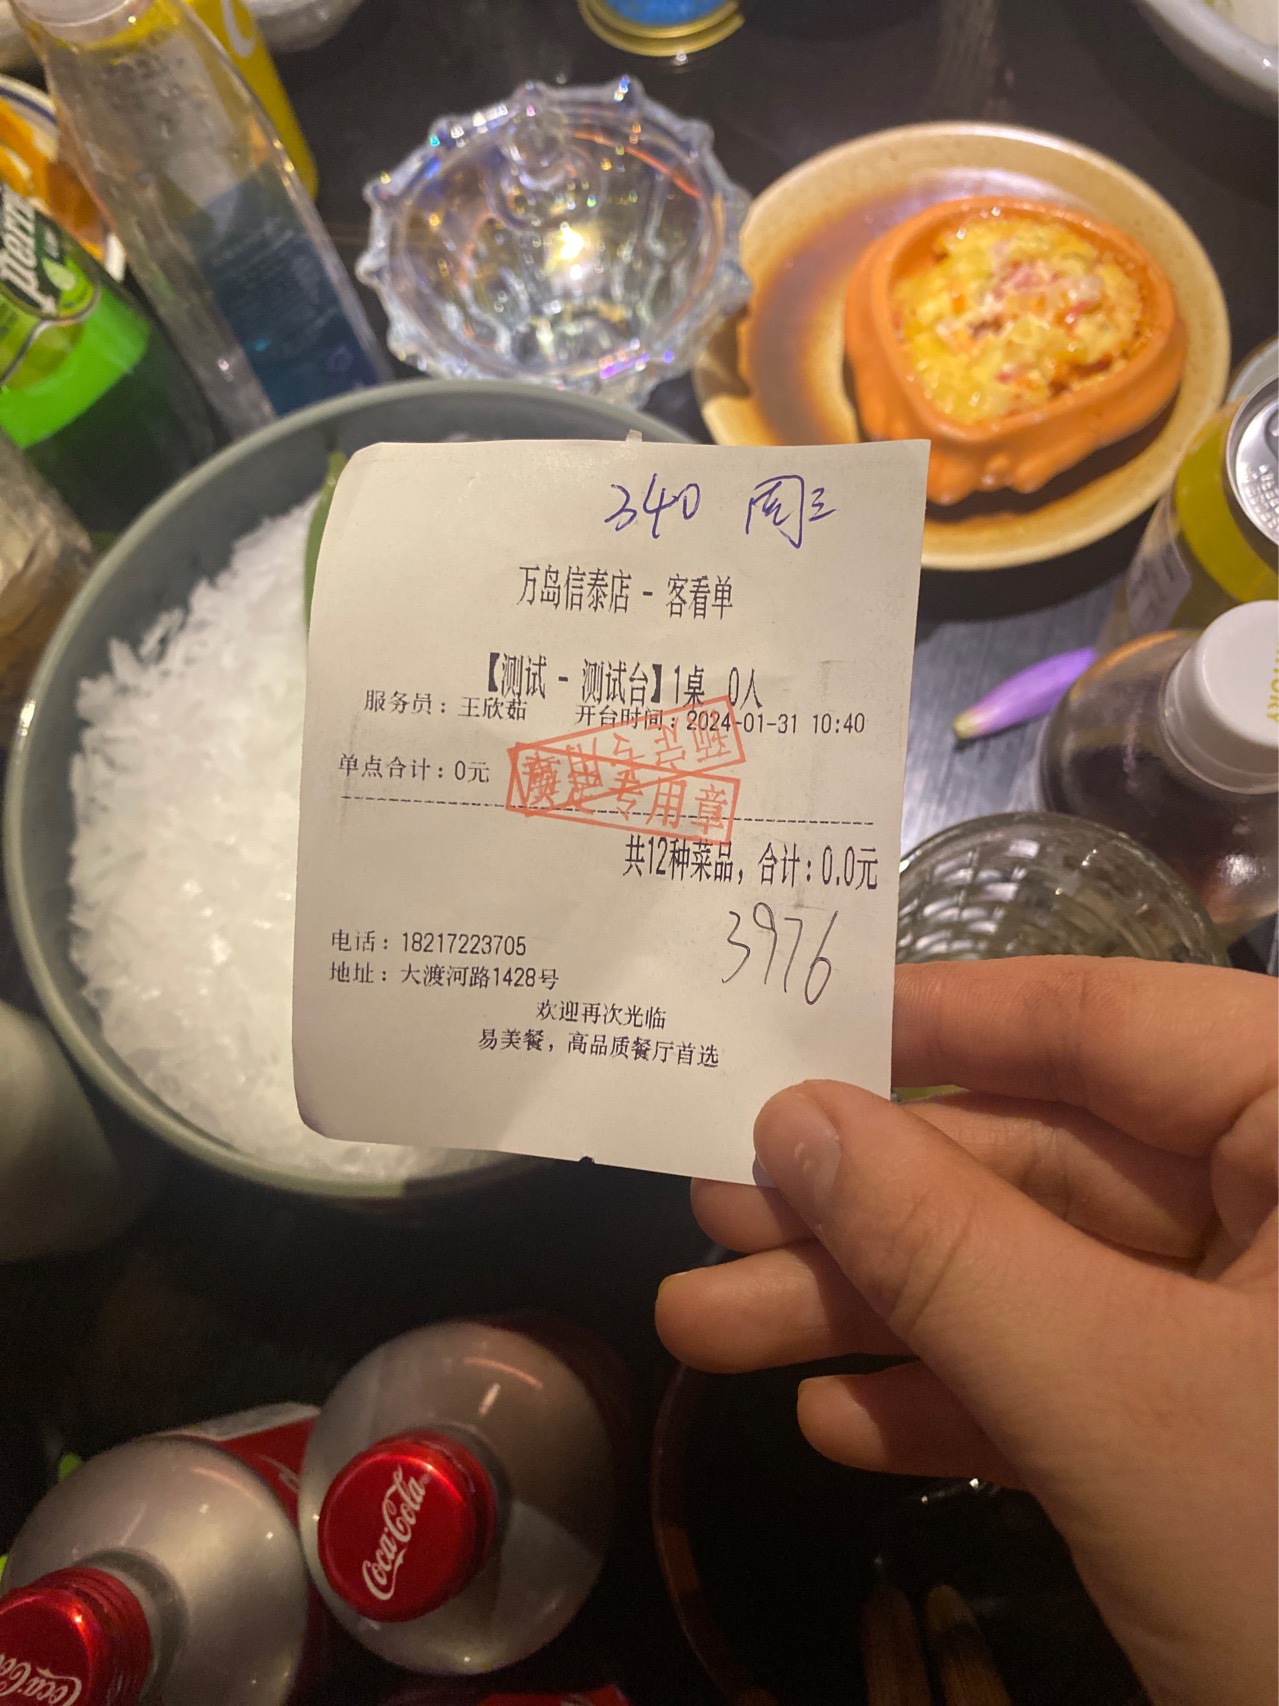 340 周三
万岛信泰店 - 客看单
【测试 - 测试台】1桌 0人
服务员：王欣茹 开台时间：2024-01-31 10:40
单点合计：0元
专用章
共12种菜品，合计：0.0元
3976
电话：18217223705
地址：大渡河路1428号
欢迎再次光临
易美餐，高品质餐厅首选
Coca-Cola